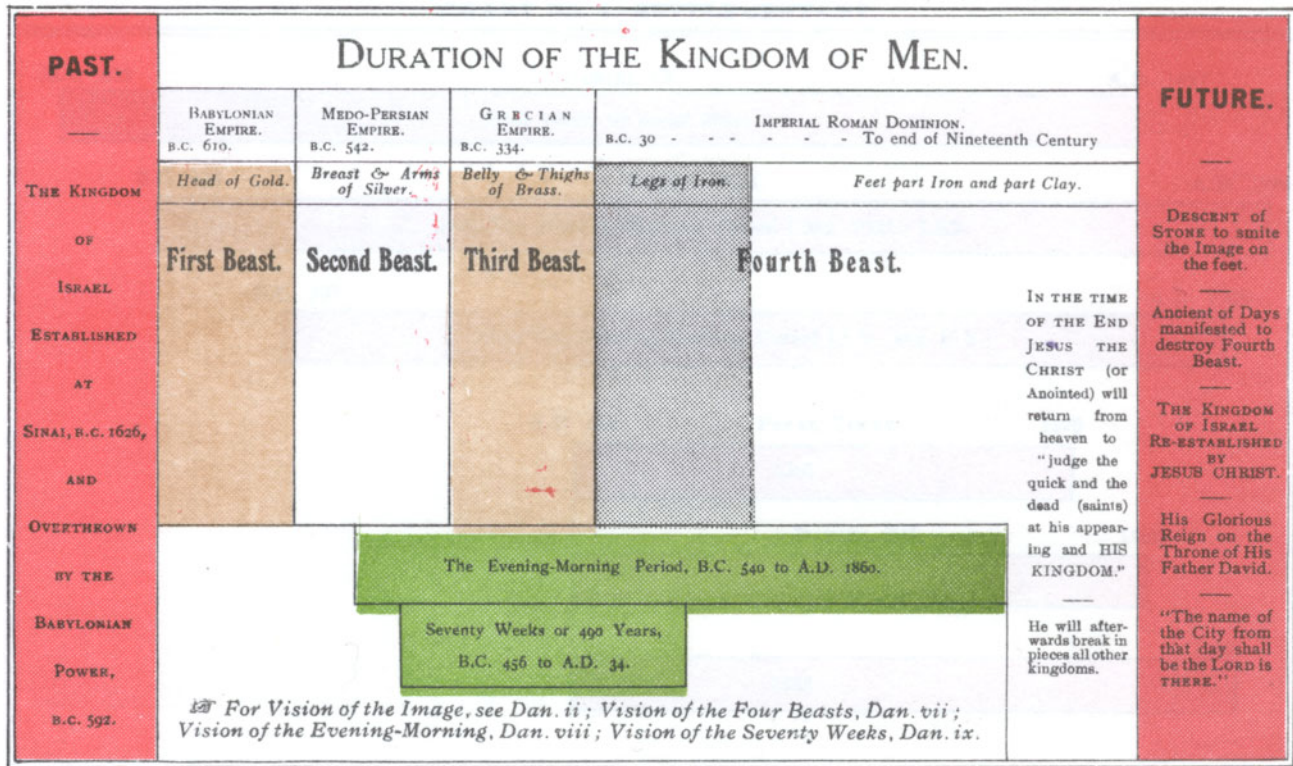 DURATION OF THE KINGDOM OF MEN.
PAST.
—
THE KINGDOM
OF
ISRAEL
ESTABLISHED
AT
SINAI, B.C. 1626,
AND
OVERTHROWN
BY THE
BABYLONIAN
POWER,
B.C. 592.
BABYLONIAN
EMPIRE.
B.C. 610.
Head of Gold.
First Beast.
MEDO-PERSIAN
EMPIRE.
B.C. 542.
Breast & Arms
of Silver.
Second Beast.
GRECIAN
EMPIRE.
B.C. 334.
Belly & Thighs
of Brass.
Third Beast.
IMPERIAL ROMAN DOMINION.
B.C. 30 - - - - - - To end of Nineteenth Century
Legs of Iron.
Feet part Iron and part Clay.
Fourth Beast.
IN THE TIME
OF THE END
JESUS THE
CHRIST (or
Anointed) will
return from
heaven to
"judge the
quick and the
dead (saints)
at his appear-
ing and HIS
KINGDOM."
—
He will after-
wards break in
pieces all other
kingdoms.
The Evening-Morning Period, B.C. 540 to A.D. 1860.
Seventy Weeks or 490 Years,
B.C. 456 to A.D. 34.
☞ For Vision of the Image, see Dan. ii ; Vision of the Four Beasts, Dan. vii ;
Vision of the Evening-Morning, Dan. viii ; Vision of the Seventy Weeks, Dan. ix.
FUTURE.
—
DESCENT of
STONE to smite
the Image on
the feet.
—
Ancient of Days
manifested to
destroy Fourth
Beast.
—
THE KINGDOM
OF ISRAEL
RE-ESTABLISHED
BY
JESUS CHRIST.
—
His Glorious
Reign on the
Throne of His
Father David.
—
"The name of
the City from
that day shall
be the LORD is
THERE."